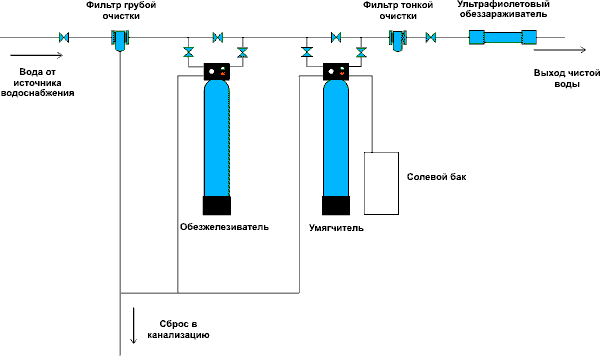 Фильтр грубой
очистки
Фильтр тонкой
очистки
Ультрафиолетовый
обеззараживатель
Вода от
источника
водоснабжения
Выход чистой
воды
Солевой бак
Обезжелезиватель
Умягчитель
Сброс в
канализацию